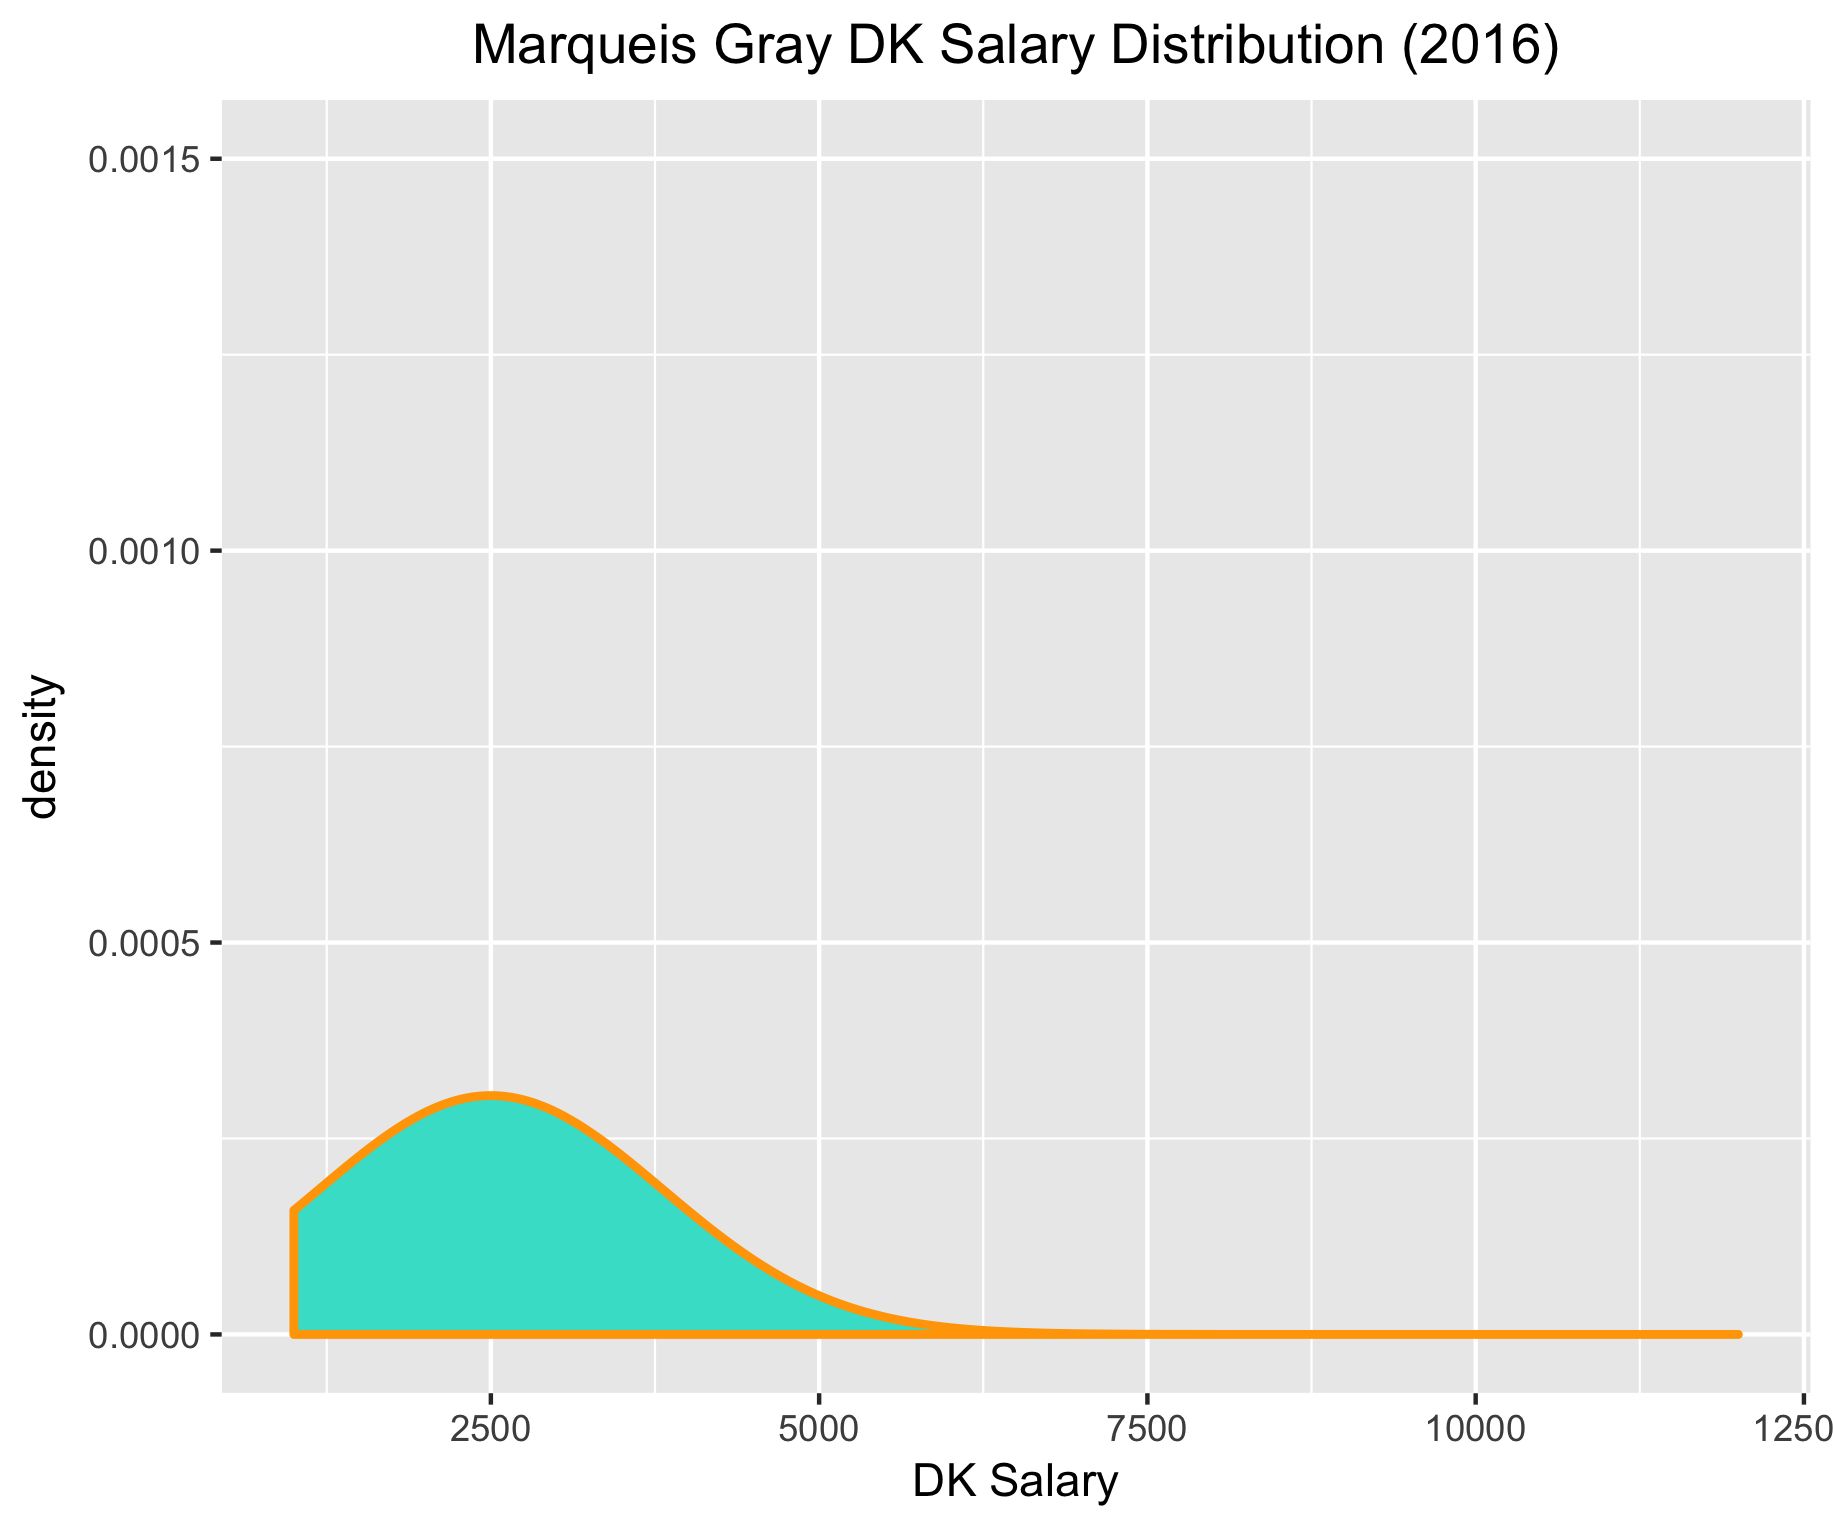 Marqueis Gray DK Salary Distribution (2016)
0.0015
0.0010
0.0005
0.0000
density
2500 5000 7500 10000 1250
DK Salary